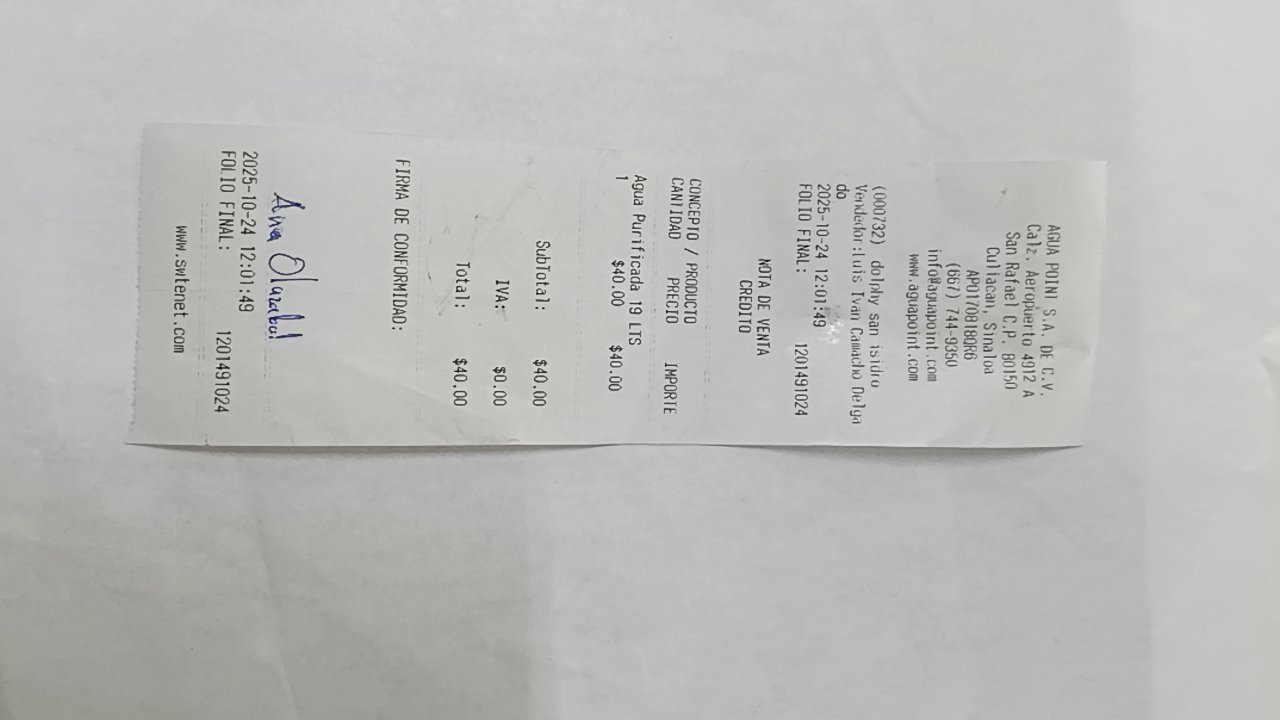 AGUA POINT S.A. DE C.V.
Calz. Aeropuerto 4912 A
San Rafael C.P. 80150
Culiacan, Sinaloa
APO170818QR6
(667) 744-9350
info@aguapoint.com
www.aguapoint.com
(000732) dolphy san isidro
Vendedor:Luis Ivan Camacho Delga
do
2025-10-24 12:01:49
FOLIO FINAL: 1201491024
NOTA DE VENTA
CREDITO
CONCEPTO / PRODUCTO
CANTIDAD PRECIO IMPORTE
Agua Purificada 19 LTS
1 $40.00 $40.00
SubTotal: $40.00
IVA: $0.00
Total: $40.00
FIRMA DE CONFORMIDAD:
Ana
2025-10-24 12:01:49
FOLIO FINAL: 1201491024
www.swltenet.com